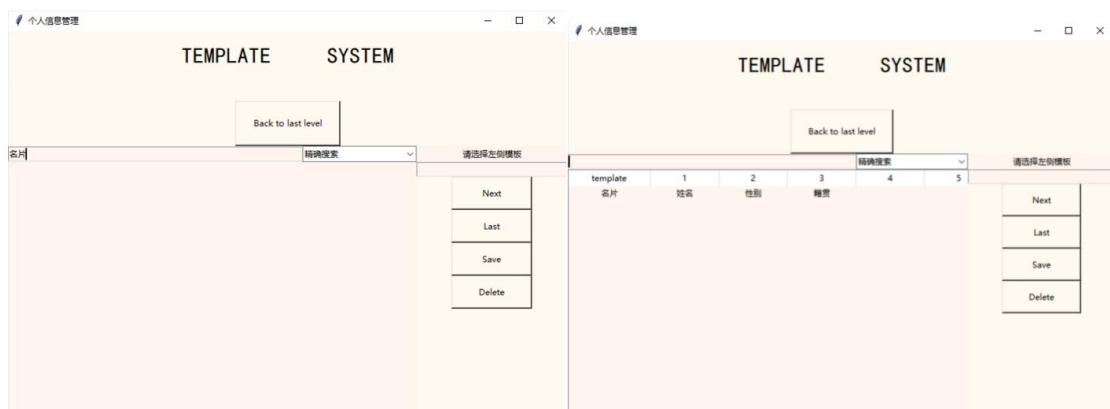 个人信息管理
TEMPLATE SYSTEM
Back to last level
名片 精确搜索 请选择左侧模板
Next
Last
Save
Delete
个人信息管理
TEMPLATE SYSTEM
Back to last level
精确搜索 请选择左侧模板
template 1 2 3 4 5
名片 姓名 性别 籍贯
Next
Last
Save
Delete